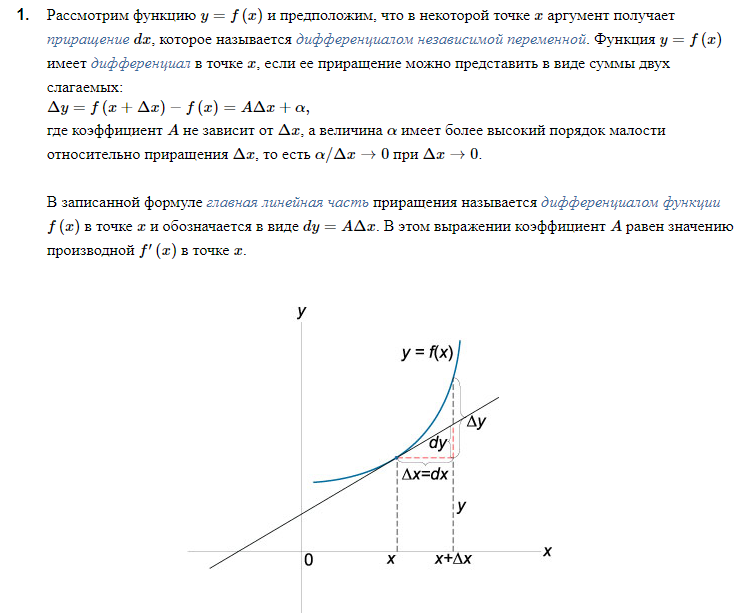 1. Рассмотрим функцию y = f (x) и предположим, что в некоторой точке x аргумент получает
приращение dx, которое называется дифференциалом независимой переменной. Функция y = f (x)
имеет дифференциал в точке x, если ее приращение можно представить в виде суммы двух
слагаемых:
Δy = f (x + Δx) − f (x) = AΔx + α,
где коэффициент A не зависит от Δx, а величина α имеет более высокий порядок малости
относительно приращения Δx, то есть α/Δx → 0 при Δx → 0.
В записанной формуле главная линейная часть приращения называется дифференциалом функции
f (x) в точке x и обозначается в виде dy = AΔx. В этом выражении коэффициент A равен значению
производной f′ (x) в точке x.
y
y = f(x)
Δy
dy
Δx=dx
y
0
x
x+Δx
x